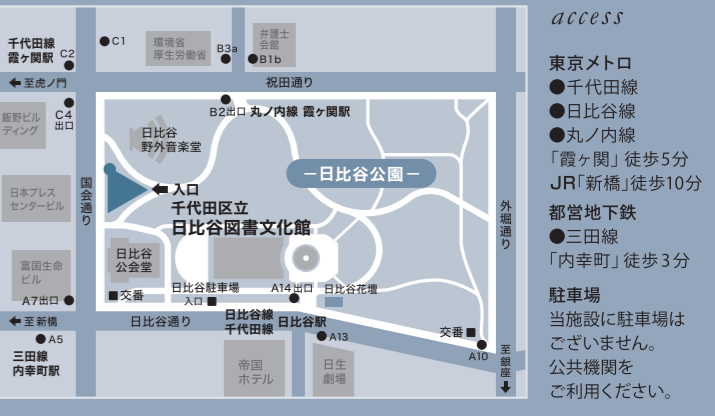 千代田線
霞ヶ関駅
C2
C1
環境省
厚生労働省
B3a
弁護士
会館
B1b
至虎ノ門
祝田通り
飯野ビル
ディング
C4
出口
B2出口 丸ノ内線 霞ヶ関駅
日比谷
野外音楽堂
－日比谷公園－
日本プレス
センタービル
国会通り
入口
千代田区立
日比谷図書文化館
外堀通り
富国生命
ビル
日比谷
公会堂
A7出口
交番
日比谷駐車場
入口
A14出口
日比谷花壇
至新橋
日比谷通り
日比谷線
千代田線
日比谷駅
A13
交番
A10
至銀座
A5
三田線
内幸町駅
帝国
ホテル
日生
劇場
access
東京メトロ
●千代田線
●日比谷線
●丸ノ内線
「霞ヶ関」徒歩5分
JR「新橋」徒歩10分
都営地下鉄
●三田線
「内幸町」徒歩3分
駐車場
当施設に駐車場は
ございません。
公共機関を
ご利用ください。